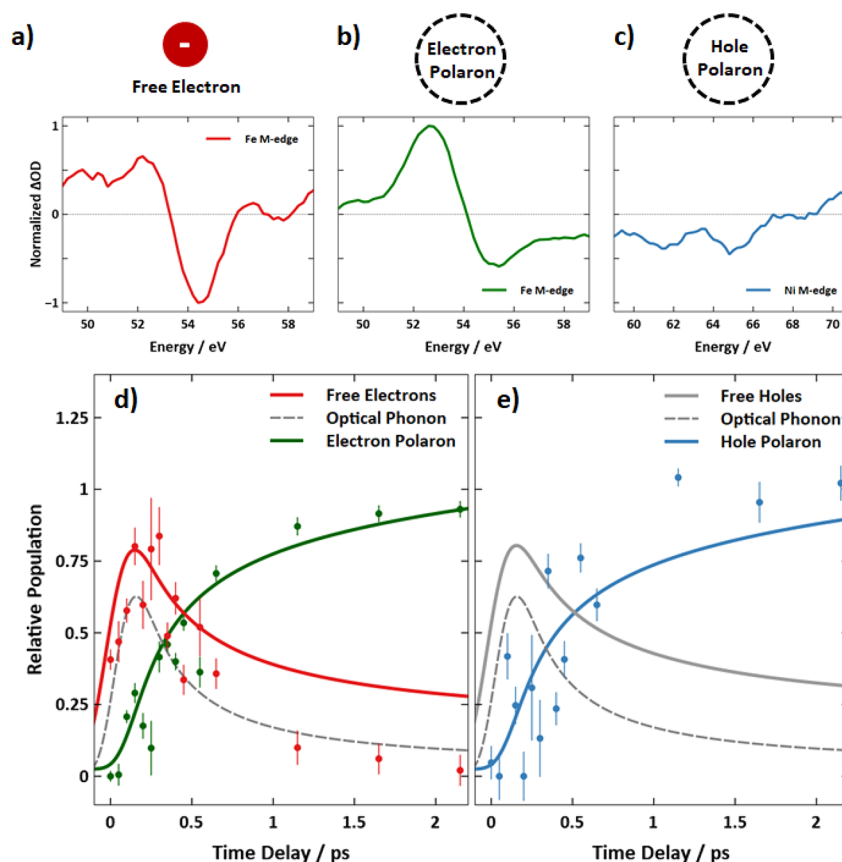 a)
-
Free Electron
b)
Electron
Polaron
c)
Hole
Polaron
Normalized ΔOD
1
0
−1
Fe M-edge
50 52 54 56 58
Energy / eV
Fe M-edge
50 52 54 56 58
Energy / eV
Ni M-edge
60 62 64 66 68 70
Energy / eV
Relative Population
1.25
1
0.75
0.5
0.25
0
d)
Free Electrons
Optical Phonon
Electron Polaron
0 0.5 1 1.5 2
Time Delay / ps
e)
Free Holes
Optical Phonon
Hole Polaron
0 0.5 1 1.5 2
Time Delay / ps